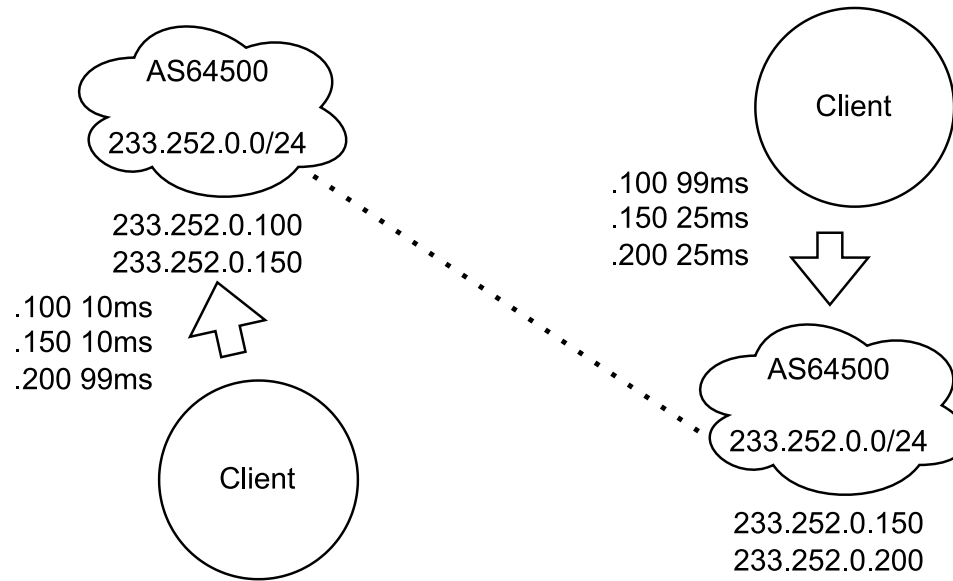 AS64500
233.252.0.0/24
233.252.0.100
233.252.0.150
.100 10ms
.150 10ms
.200 99ms
Client
Client
.100 99ms
.150 25ms
.200 25ms
AS64500
233.252.0.0/24
233.252.0.150
233.252.0.200